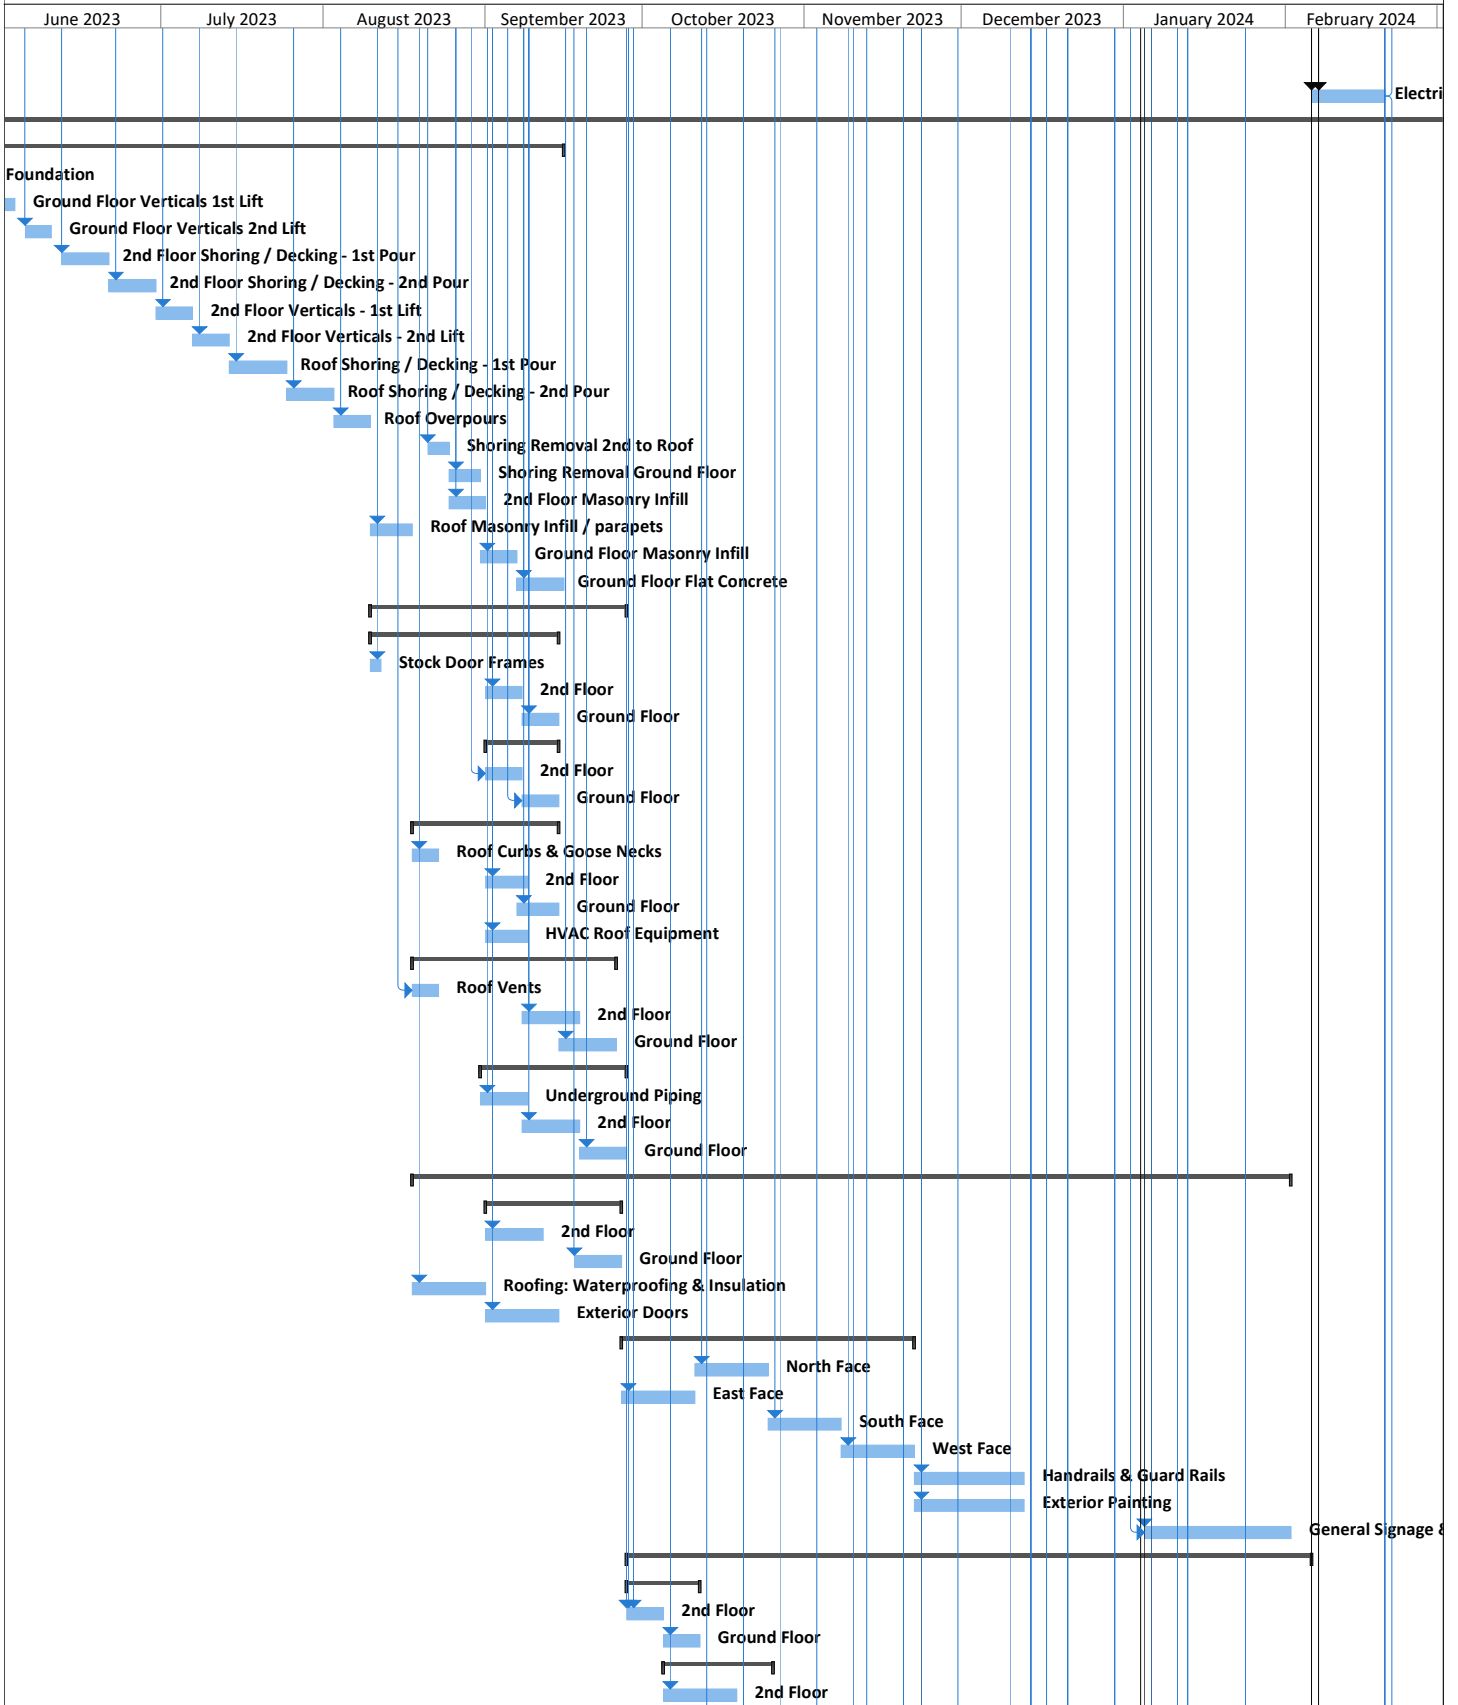 June 2023 July 2023 August 2023 September 2023 October 2023 November 2023 December 2023 January 2024 February 2024
Electri
Foundation
Ground Floor Verticals 1st Lift
Ground Floor Verticals 2nd Lift
2nd Floor Shoring / Decking - 1st Pour
2nd Floor Shoring / Decking - 2nd Pour
2nd Floor Verticals - 1st Lift
2nd Floor Verticals - 2nd Lift
Roof Shoring / Decking - 1st Pour
Roof Shoring / Decking - 2nd Pour
Roof Overpours
Shoring Removal 2nd to Roof
Shoring Removal Ground Floor
2nd Floor Masonry Infill
Roof Masonry Infill / parapets
Ground Floor Masonry Infill
Ground Floor Flat Concrete
Stock Door Frames
2nd Floor
Ground Floor
2nd Floor
Ground Floor
Roof Curbs & Goose Necks
2nd Floor
Ground Floor
HVAC Roof Equipment
Roof Vents
2nd Floor
Ground Floor
Underground Piping
2nd Floor
Ground Floor
2nd Floor
Ground Floor
Roofing: Waterproofing & Insulation
Exterior Doors
North Face
East Face
South Face
West Face
Handrails & Guard Rails
Exterior Painting
General Signage &
2nd Floor
Ground Floor
2nd Floor